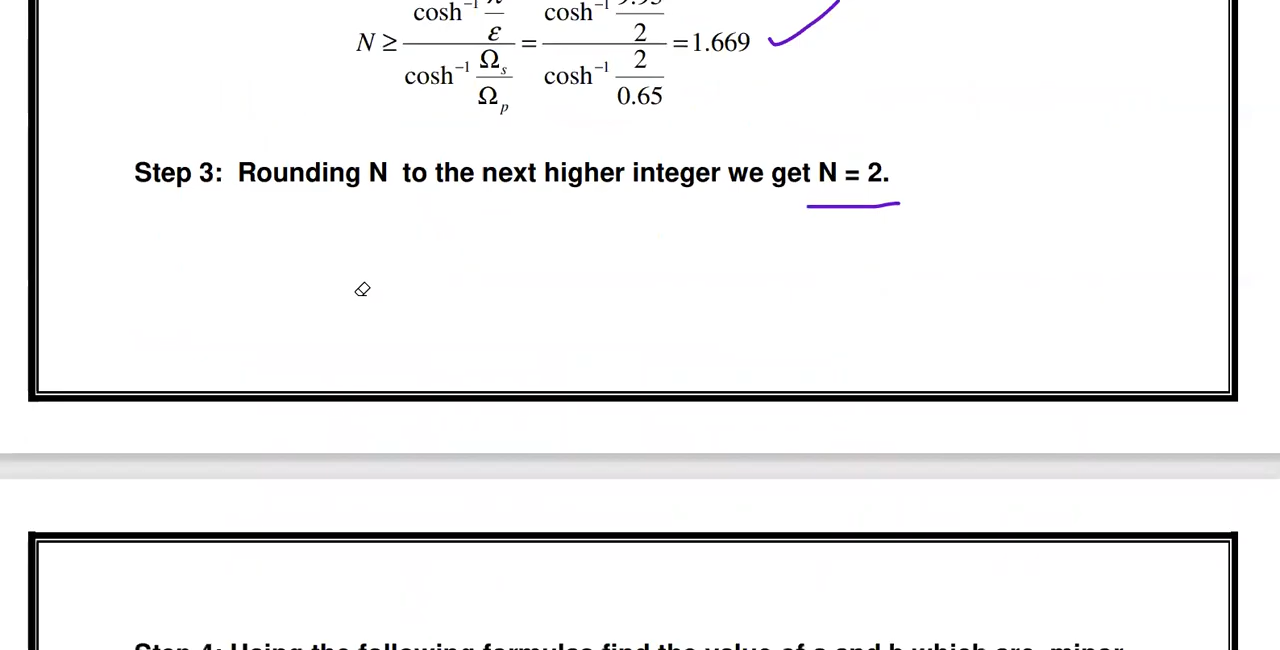 N ≥ cosh⁻¹ (λ/ε) / cosh⁻¹ (Ωₛ/Ωₚ) = cosh⁻¹ (9.95/2) / cosh⁻¹ (2/0.65) = 1.669
Step 3: Rounding N to the next higher integer we get N = 2.
Step 4: Using the following formulas find the value of a and b which are minor